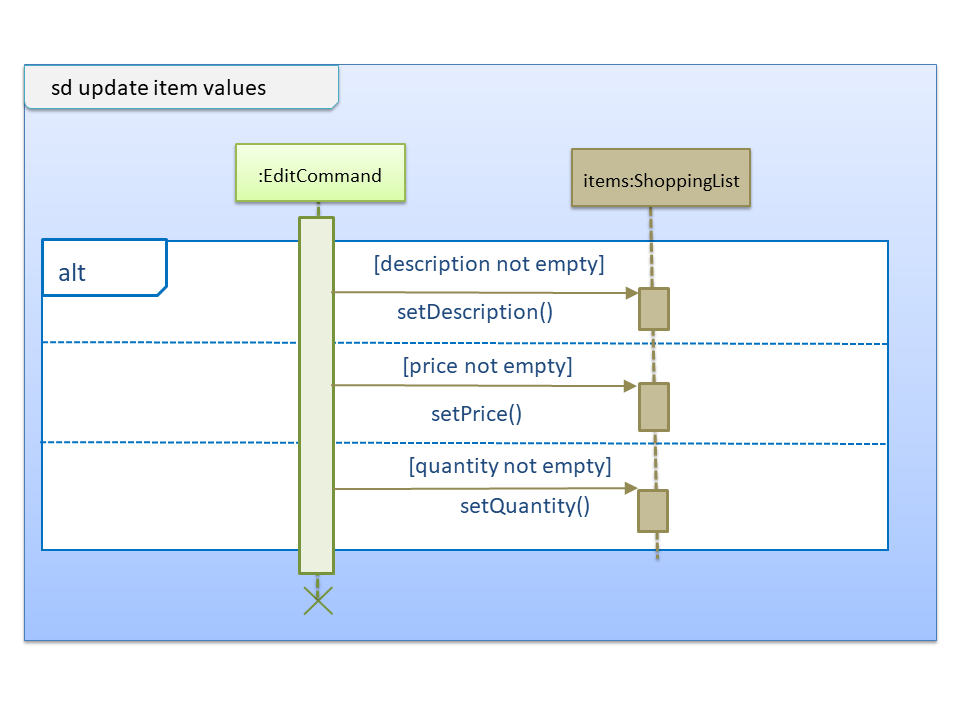 sd update item values
:EditCommand
items:ShoppingList
alt
[description not empty]
setDescription()
[price not empty]
setPrice()
[quantity not empty]
setQuantity()